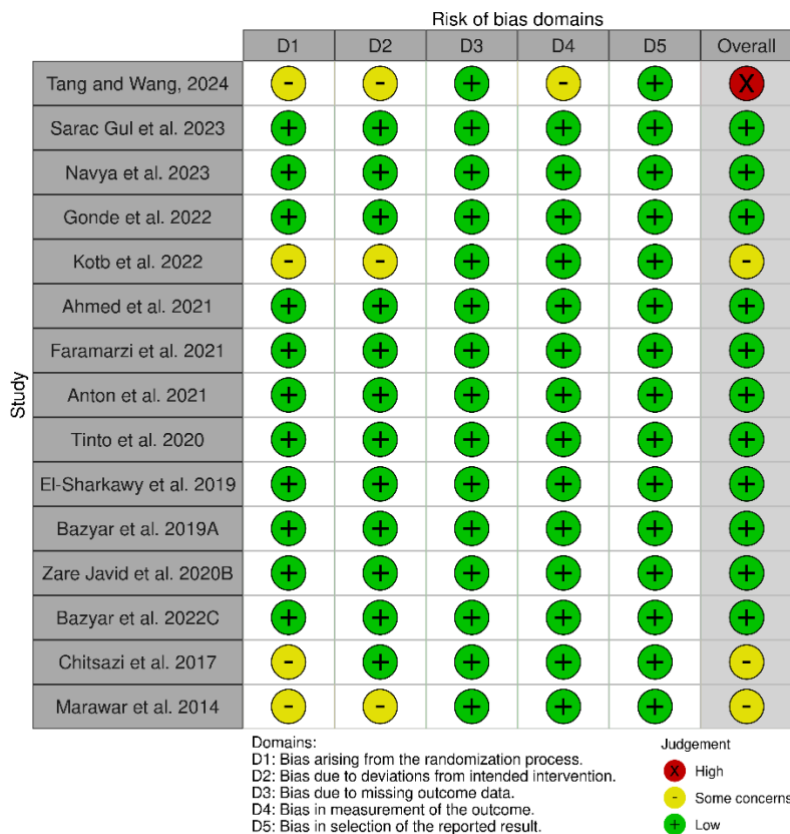 Risk of bias domains
D1 D2 D3 D4 D5 Overall
Study
Tang and Wang, 2024 - - + - + X
Sarac Gul et al. 2023 + + + + + +
Navya et al. 2023 + + + + + +
Gonde et al. 2022 + + + + + +
Kotb et al. 2022 - - + + + -
Ahmed et al. 2021 + + + + + +
Faramarzi et al. 2021 + + + + + +
Anton et al. 2021 + + + + + +
Tinto et al. 2020 + + + + + +
El-Sharkawy et al. 2019 + + + + + +
Bazyar et al. 2019A + + + + + +
Zare Javid et al. 2020B + + + + + +
Bazyar et al. 2022C + + + + + +
Chitsazi et al. 2017 - + + + + -
Marawar et al. 2014 - - + + + -
Domains:
D1: Bias arising from the randomization process.
D2: Bias due to deviations from intended intervention.
D3: Bias due to missing outcome data.
D4: Bias in measurement of the outcome.
D5: Bias in selection of the reported result.
Judgement
X High
- Some concerns
+ Low